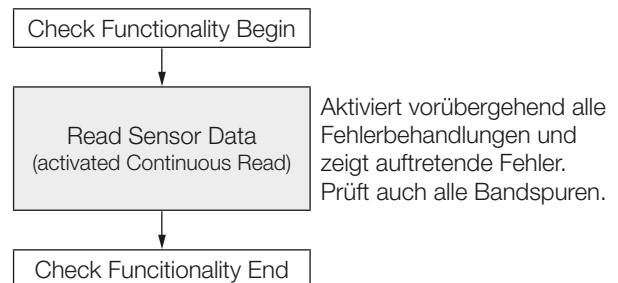 Check Functionality Begin
Read Sensor Data
(activated Continuous Read)
Aktiviert vorübergehend alle
Fehlerbehandlungen und
zeigt auftretende Fehler.
Prüft auch alle Bandspuren.
Check Funcitionality End